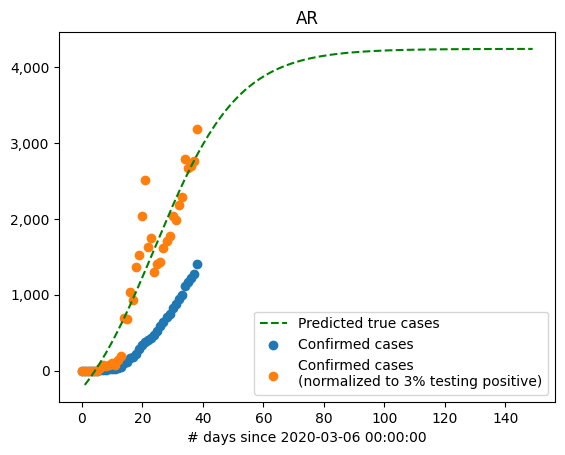 AR
4,000
3,000
2,000
1,000
0
Predicted true cases
Confirmed cases
Confirmed cases
(normalized to 3% testing positive)
0 20 40 60 80 100 120 140
# days since 2020-03-06 00:00:00